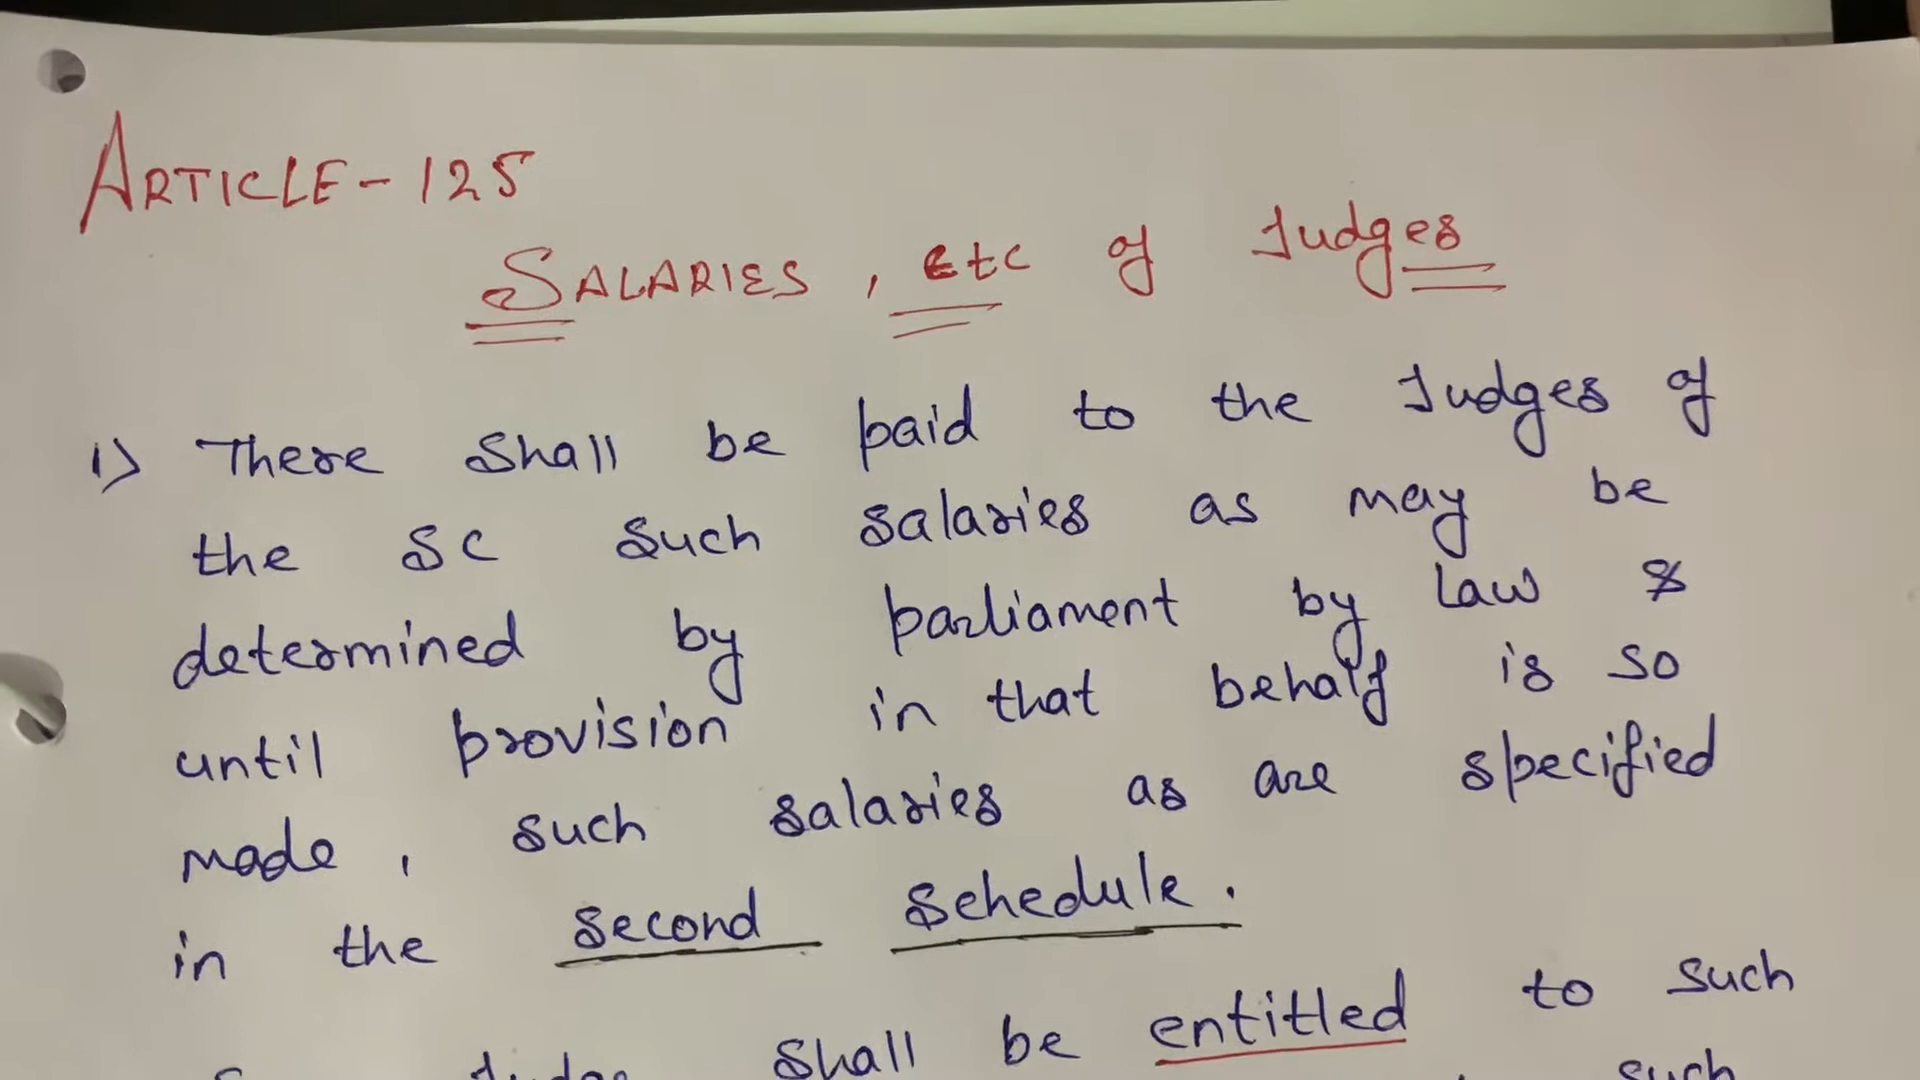 ARTICLE - 125
SALARIES, Etc of Judges
1) There shall be paid to the Judges of
the SC such salaries as may be
determined by parliament by Law &
until provision in that behalf is so
made, such salaries as are specified
in the second schedule.
Judge shall be entitled to such
such